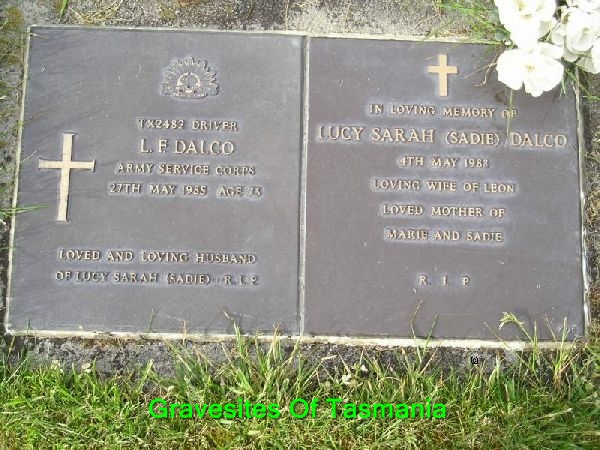 TX2482 DRIVER
L. F. DALCO
ARMY SERVICE CORPS
27TH MAY 1985 AGE 73
LOVED AND LOVING HUSBAND
OF LUCY SARAH (SADIE) ~ R. I. P.
IN LOVING MEMORY OF
LUCY SARAH (SADIE) DALCO
4TH MAY 1988
LOVING WIFE OF LEON
LOVED MOTHER OF
MARIE AND SADIE
R. I. P
Gravesites Of Tasmania